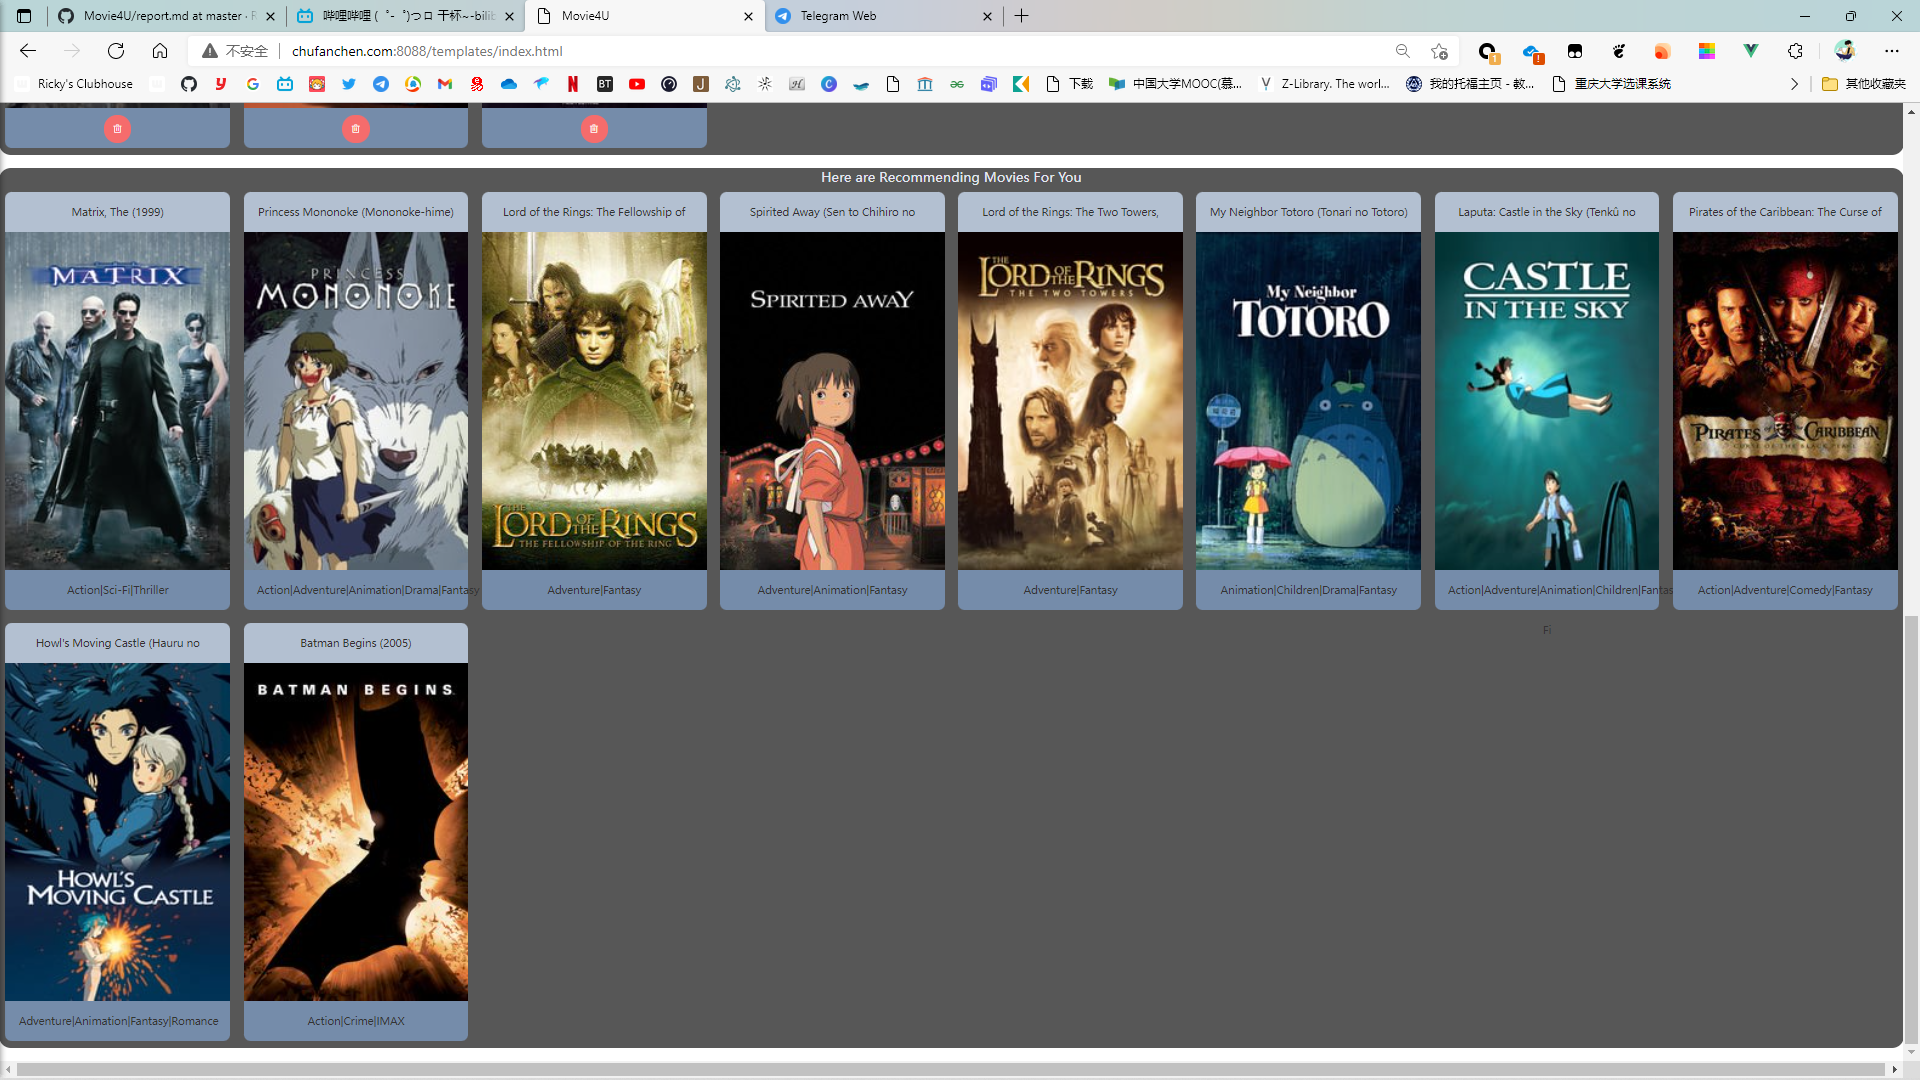 Movie4U/report.md at master · R
哔哩哔哩 (゜-゜)つロ 干杯~-bilib
Movie4U
Telegram Web
不安全
chufanchen.com:8088/templates/index.html
Ricky's Clubhouse
下载
中国大学MOOC(慕...
Z-Library. The worl...
我的托福主页 - 教...
重庆大学选课系统
其他收藏夹
Here are Recommending Movies For You
Matrix, The (1999)
Princess Mononoke (Mononoke-hime)
Lord of the Rings: The Fellowship of
Spirited Away (Sen to Chihiro no
Lord of the Rings: The Two Towers,
My Neighbor Totoro (Tonari no Totoro)
Laputa: Castle in the Sky (Tenkû no
Pirates of the Caribbean: The Curse of
MATRIX
PRINCESS
MONONOKE
THE
LORD OF THE RINGS
THE FELLOWSHIP OF THE RING
SPIRITED AWAY
THE
LORD OF THE RINGS
THE TWO TOWERS
My Neighbor
TOTORO
CASTLE
IN THE SKY
PIRATES OF THE CARIBBEAN
Action|Sci-Fi|Thriller
Action|Adventure|Animation|Drama|Fantasy
Adventure|Fantasy
Adventure|Animation|Fantasy
Adventure|Fantasy
Animation|Children|Drama|Fantasy
Action|Adventure|Animation|Children|Fantas
Fi
Action|Adventure|Comedy|Fantasy
Howl's Moving Castle (Hauru no
Batman Begins (2005)
HOWL'S
MOVING CASTLE
BATMAN BEGINS
Adventure|Animation|Fantasy|Romance
Action|Crime|IMAX